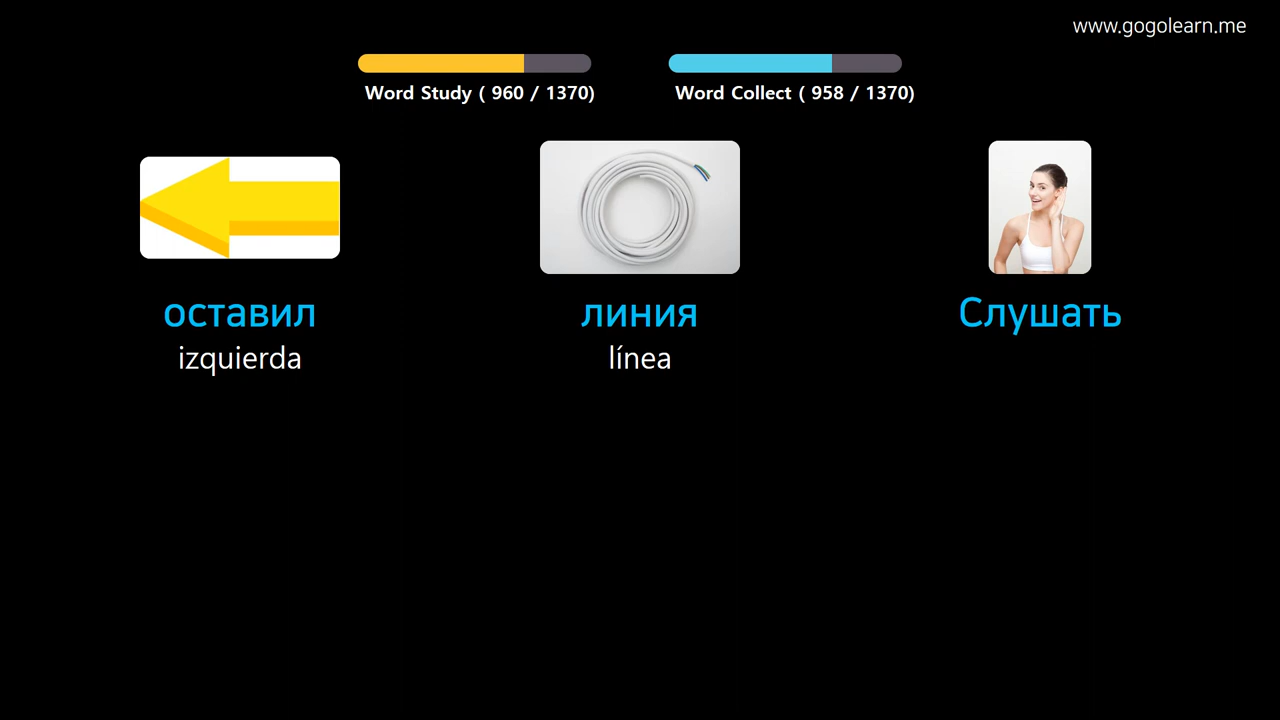 www.gogolearn.me
Word Study ( 960 / 1370)
Word Collect ( 958 / 1370)
оставил
izquierda
линия
línea
Слушать